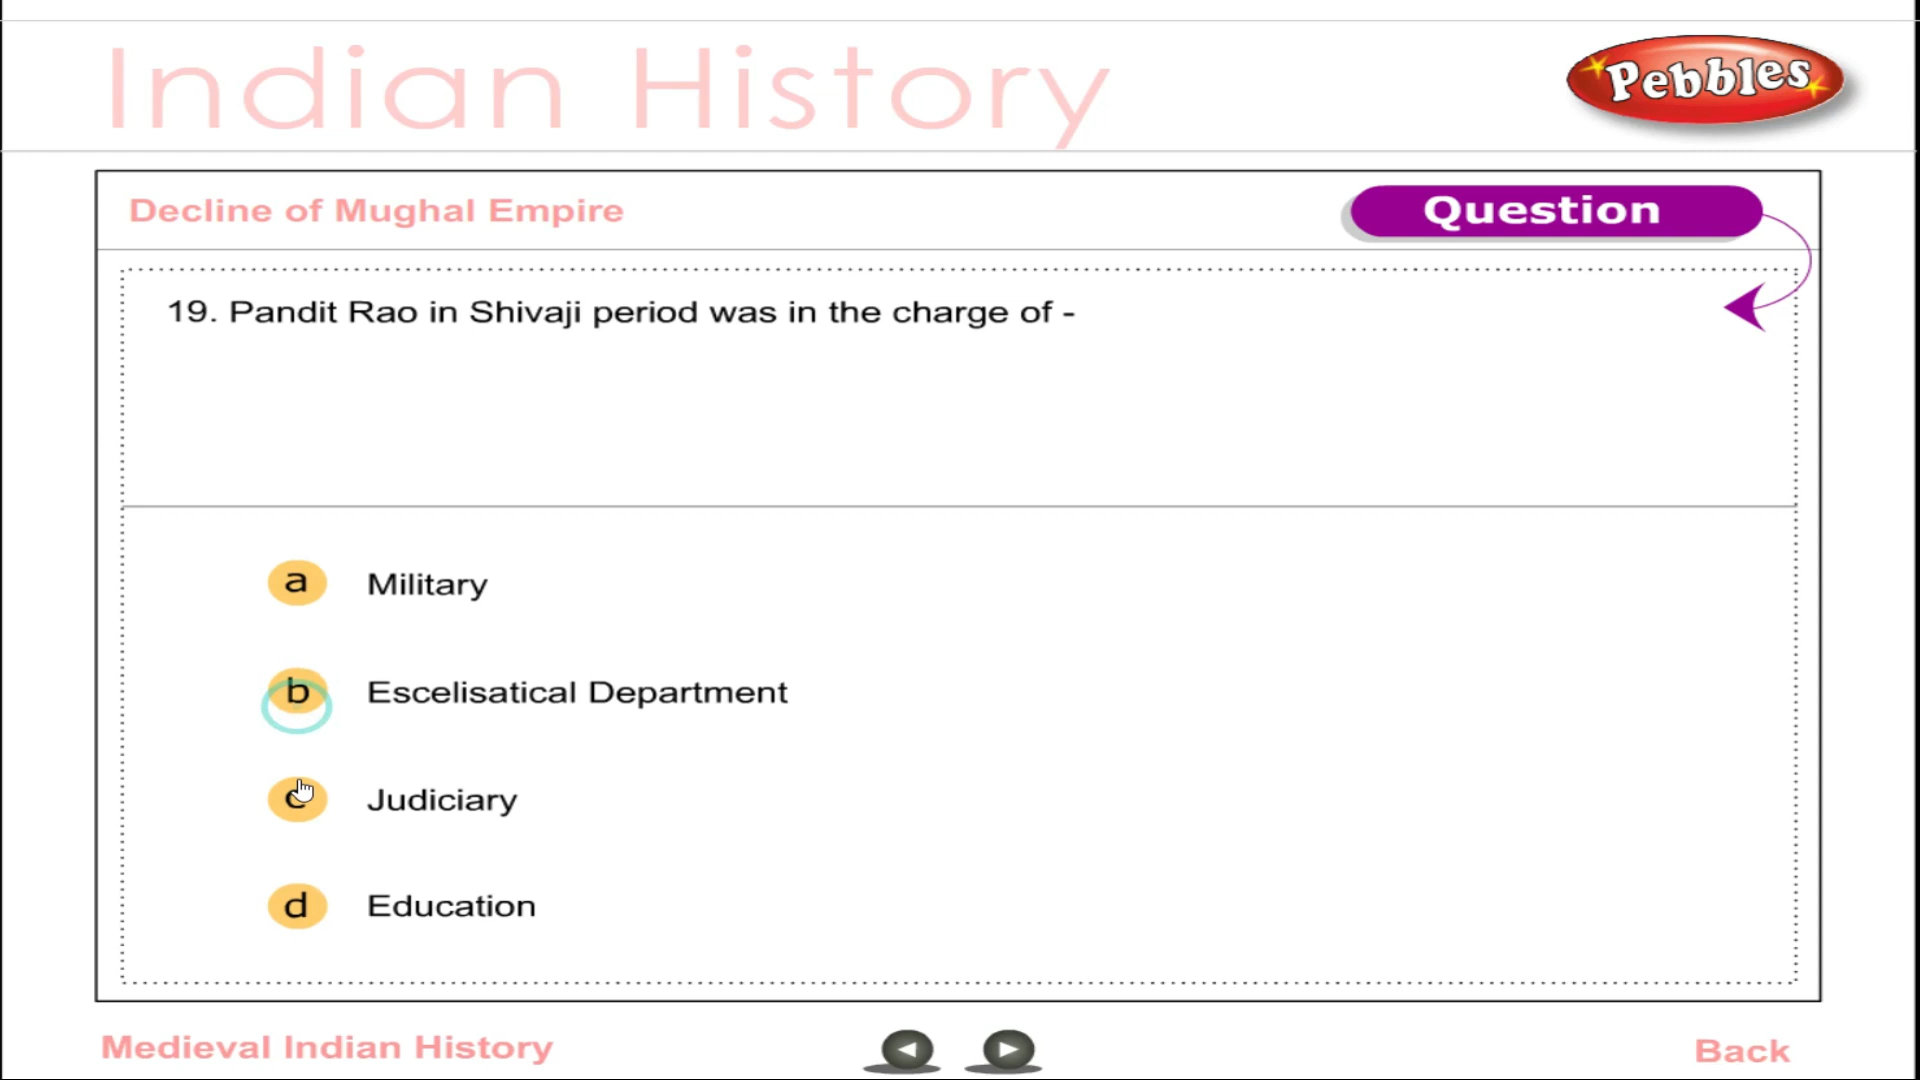 Indian History
Pebbles
Decline of Mughal Empire
Question
19. Pandit Rao in Shivaji period was in the charge of -
a Military
b Escelisatical Department
c Judiciary
d Education
Medieval Indian History
Back